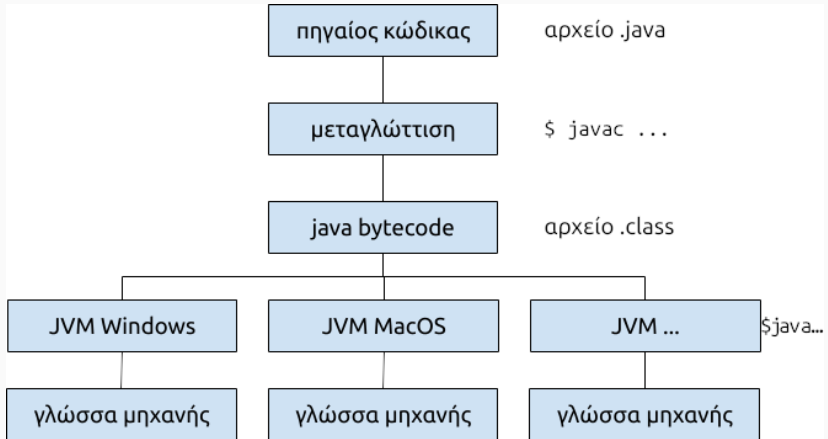 πηγαίος κώδικας αρχείο .java
μεταγλώττιση $ javac ...
java bytecode αρχείο .class
JVM Windows JVM MacOS JVM ... $java…
γλώσσα μηχανής γλώσσα μηχανής γλώσσα μηχανής